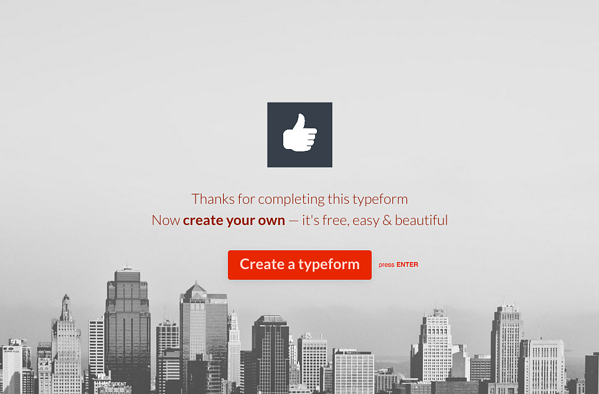 Thanks for completing this typeform
Now create your own — it's free, easy & beautiful
Create a typeform
press ENTER